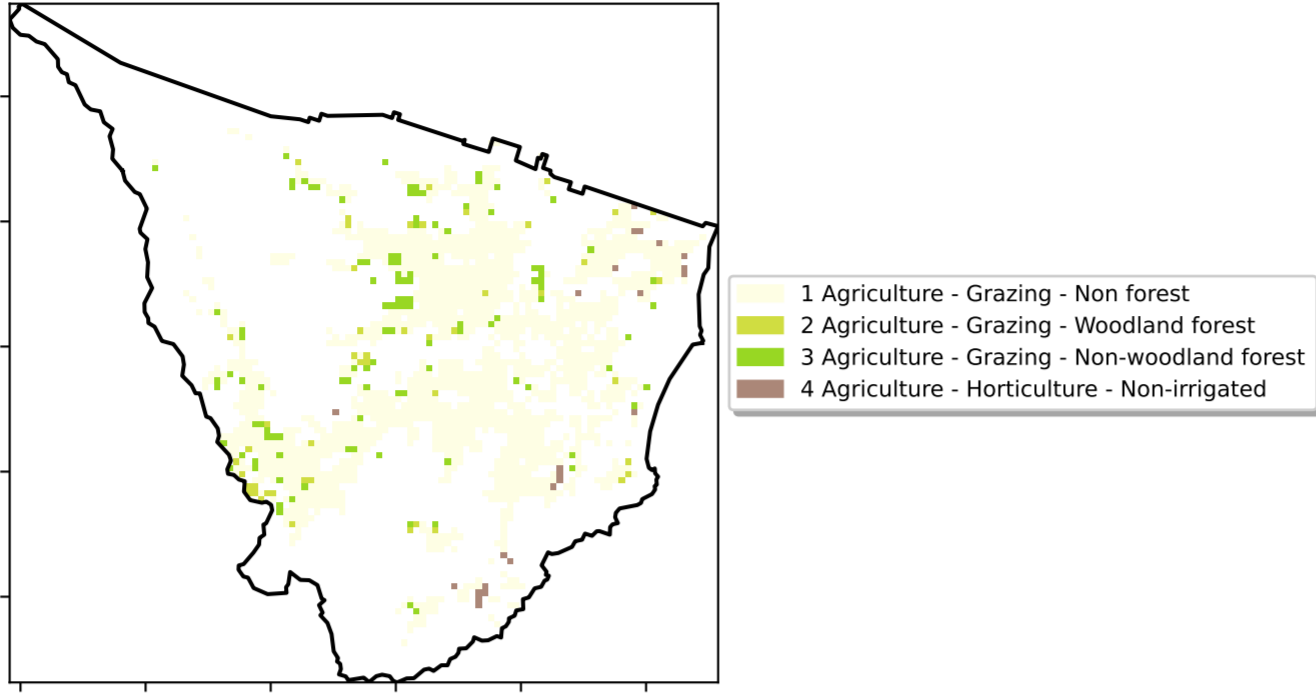 1 Agriculture - Grazing - Non forest
2 Agriculture - Grazing - Woodland forest
3 Agriculture - Grazing - Non-woodland forest
4 Agriculture - Horticulture - Non-irrigated